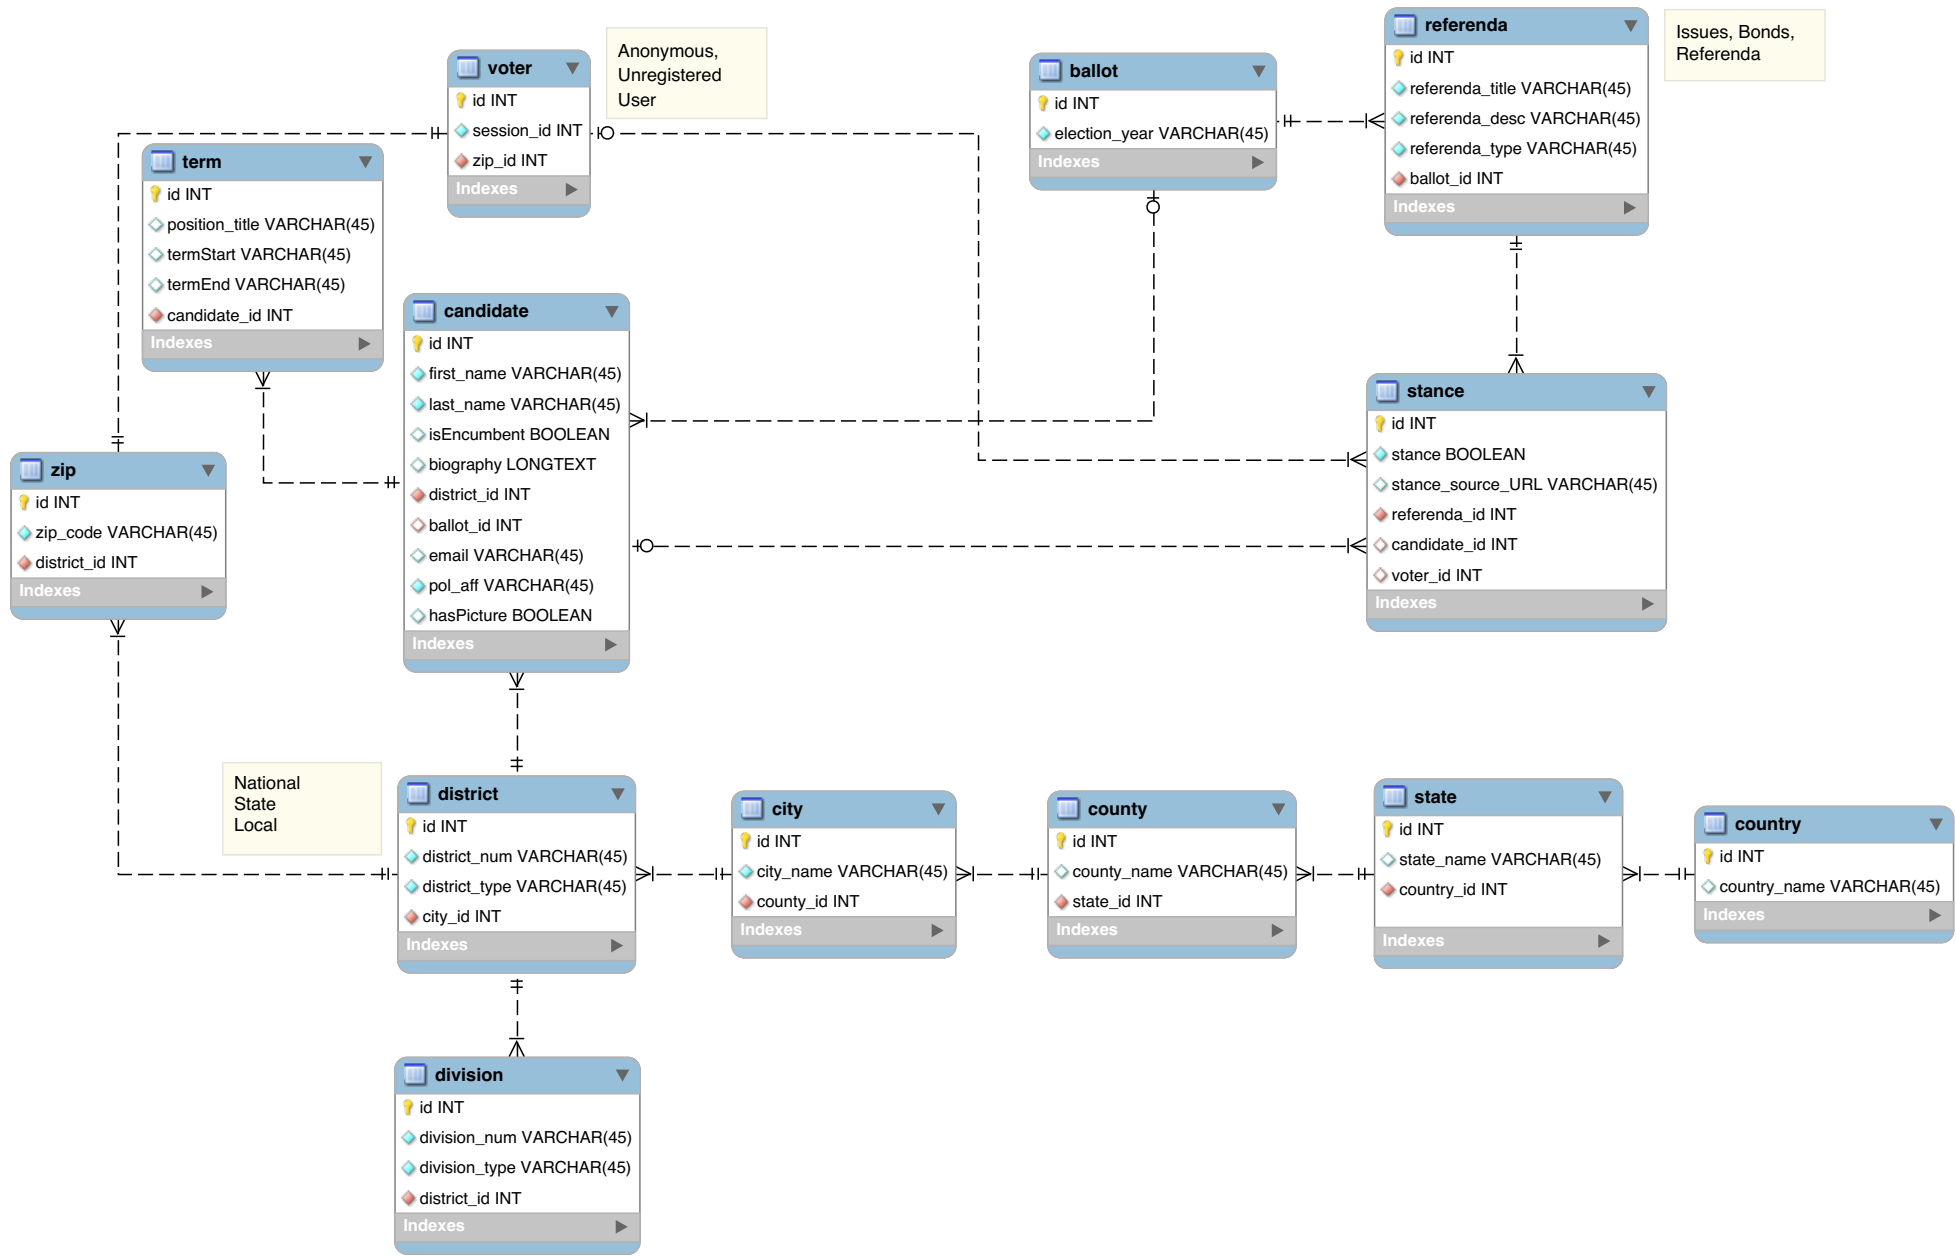 voter
id INT
session_id INT
zip_id INT
Indexes
Anonymous,
Unregistered
User
ballot
id INT
election_year VARCHAR(45)
Indexes
referenda
id INT
referenda_title VARCHAR(45)
referenda_desc VARCHAR(45)
referenda_type VARCHAR(45)
ballot_id INT
Indexes
Issues, Bonds,
Referenda
term
id INT
position_title VARCHAR(45)
termStart VARCHAR(45)
termEnd VARCHAR(45)
candidate_id INT
Indexes
candidate
id INT
first_name VARCHAR(45)
last_name VARCHAR(45)
isEncumbent BOOLEAN
biography LONGTEXT
district_id INT
ballot_id INT
email VARCHAR(45)
pol_aff VARCHAR(45)
hasPicture BOOLEAN
Indexes
stance
id INT
stance BOOLEAN
stance_source_URL VARCHAR(45)
referenda_id INT
candidate_id INT
voter_id INT
Indexes
zip
id INT
zip_code VARCHAR(45)
district_id INT
Indexes
National
State
Local
district
id INT
district_num VARCHAR(45)
district_type VARCHAR(45)
city_id INT
Indexes
city
id INT
city_name VARCHAR(45)
county_id INT
Indexes
county
id INT
county_name VARCHAR(45)
state_id INT
Indexes
state
id INT
state_name VARCHAR(45)
country_id INT
Indexes
country
id INT
country_name VARCHAR(45)
Indexes
division
id INT
division_num VARCHAR(45)
division_type VARCHAR(45)
district_id INT
Indexes